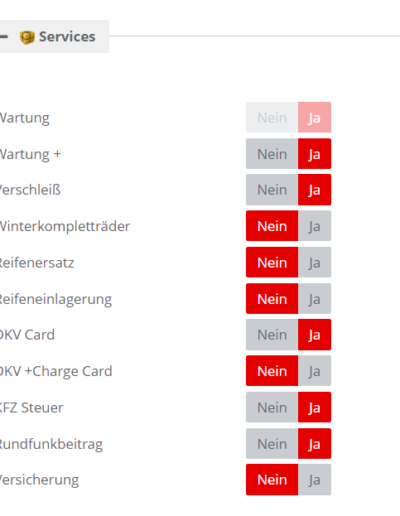 Services
Wartung Nein Ja
Wartung + Nein Ja
Verschleiß Nein Ja
Winterkompletträder Nein Ja
Reifenersatz Nein Ja
Reifeneinlagerung Nein Ja
DKV Card Nein Ja
DKV +Charge Card Nein Ja
KFZ Steuer Nein Ja
Rundfunkbeitrag Nein Ja
Versicherung Nein Ja